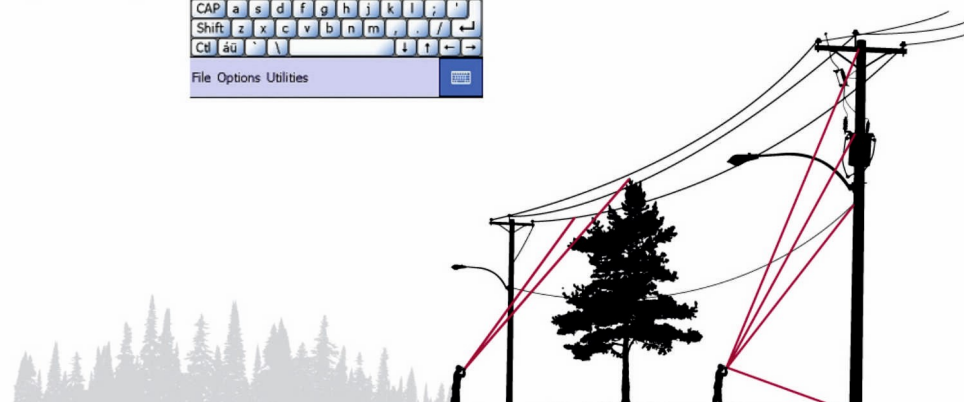 CAP a s d f g h j k l ; '
Shift z x c v b n m , . / ↵
Ctl áü ` \ ↓ ↑ ← →
File Options Utilities